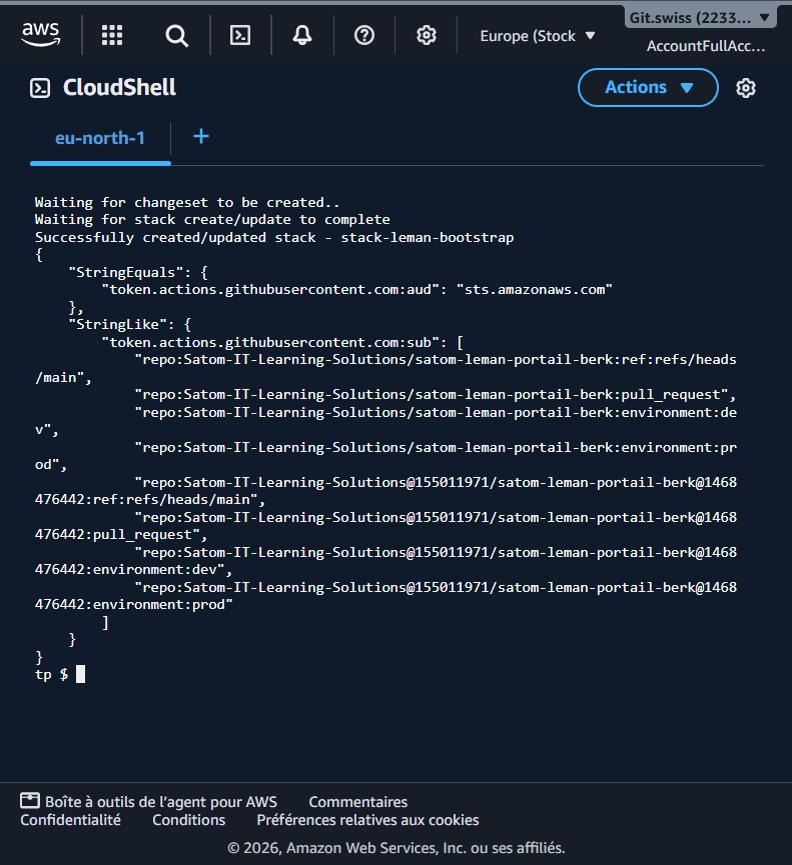 aws
Europe (Stock
Git.swiss (2233...
AccountFullAcc...
CloudShell
Actions
eu-north-1
+
Waiting for changeset to be created..
Waiting for stack create/update to complete
Successfully created/updated stack - stack-leman-bootstrap
{
    "StringEquals": {
        "token.actions.githubusercontent.com:aud": "sts.amazonaws.com"
    },
    "StringLike": {
        "token.actions.githubusercontent.com:sub": [
            "repo:Satom-IT-Learning-Solutions/satom-leman-portail-berk:ref:refs/heads
/main",
            "repo:Satom-IT-Learning-Solutions/satom-leman-portail-berk:pull_request",
            "repo:Satom-IT-Learning-Solutions/satom-leman-portail-berk:environment:de
v",
            "repo:Satom-IT-Learning-Solutions/satom-leman-portail-berk:environment:pr
od",
            "repo:Satom-IT-Learning-Solutions@155011971/satom-leman-portail-berk@1468
476442:ref:refs/heads/main",
            "repo:Satom-IT-Learning-Solutions@155011971/satom-leman-portail-berk@1468
476442:pull_request",
            "repo:Satom-IT-Learning-Solutions@155011971/satom-leman-portail-berk@1468
476442:environment:dev",
            "repo:Satom-IT-Learning-Solutions@155011971/satom-leman-portail-berk@1468
476442:environment:prod"
        ]
    }
}
tp $
Boîte à outils de l'agent pour AWS Commentaires
Confidentialité Conditions Préférences relatives aux cookies
© 2026, Amazon Web Services, Inc. ou ses affiliés.